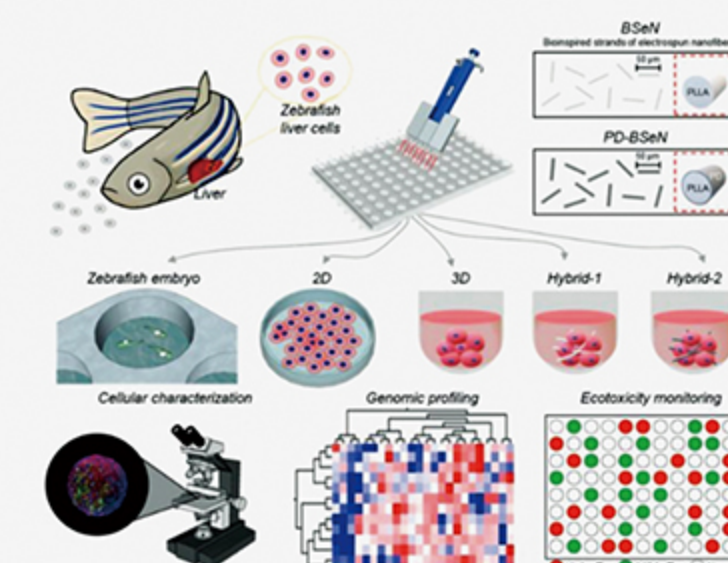 BSeN
Bioinspired strands of electrospun nanofibe
50 μm
PLLA
Zebrafish
liver cells
PD-BSeN
50 μm
PLLA
Liver
Zebrafish embryo
2D
3D
Hybrid-1
Hybrid-2
Cellular characterization
Genomic profiling
Ecotoxicity monitoring